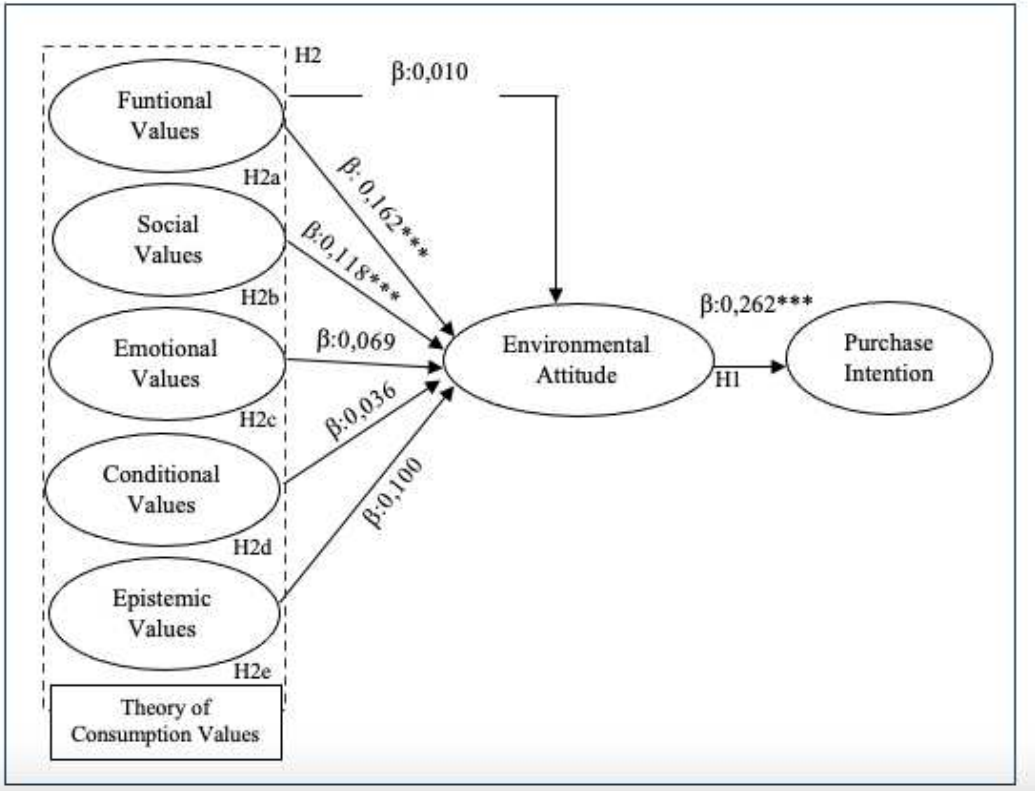 H2
β:0,010
Funtional
Values
H2a
β: 0,162***
Social
Values
H2b
β:0,118***
Emotional
Values
H2c
β:0,069
Conditional
Values
H2d
β:0,036
Epistemic
Values
H2e
β:0,100
Theory of
Consumption Values
Environmental
Attitude
β:0,262***
H1
Purchase
Intention